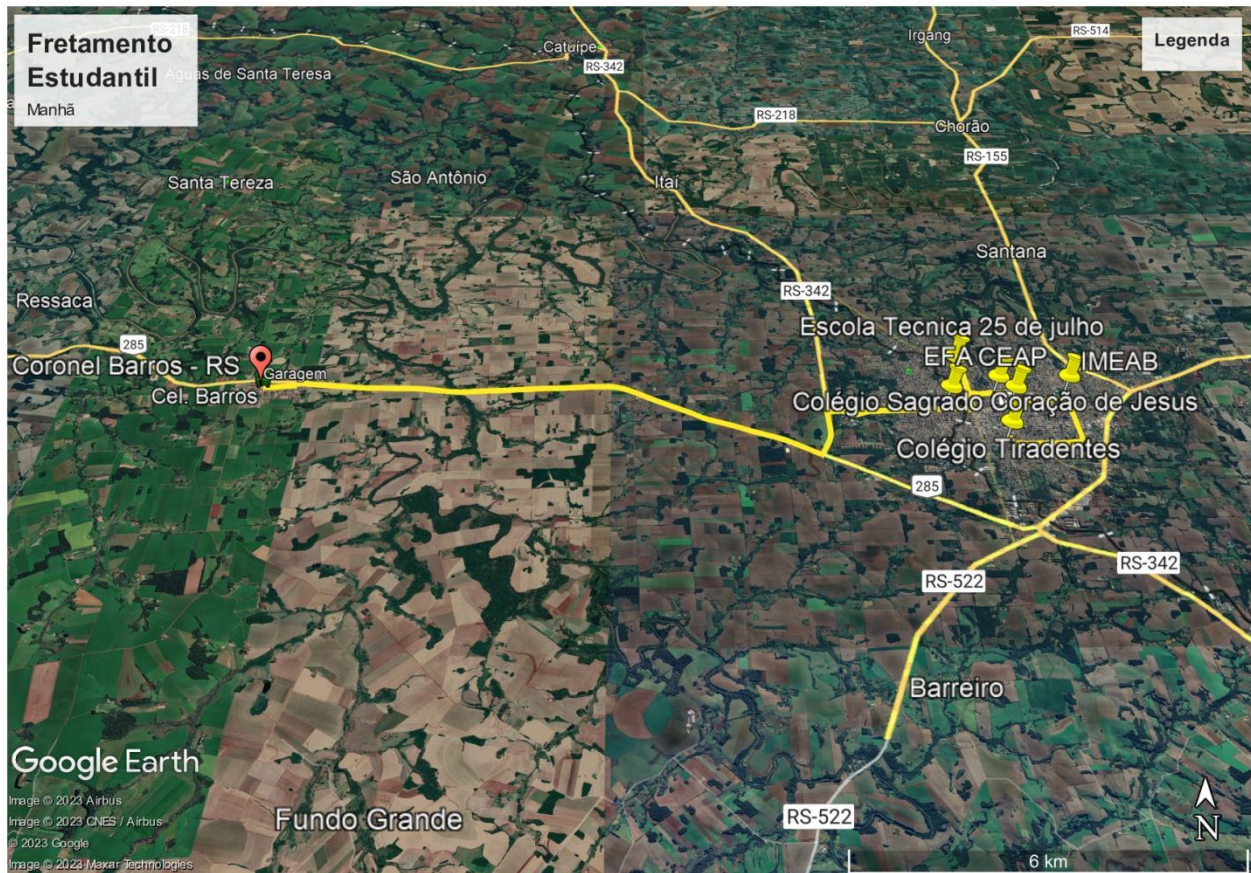 Fretamento
Estudantil
Manhã
Legenda
RS-218
Aguas de Santa Teresa
Catuípe
RS-342
Irgang
RS-514
RS-218
Chorão
RS-155
Santa Tereza
São Antônio
Itaí
Santana
Ressaca
RS-342
285
Escola Tecnica 25 de julho
Coronel Barros - RS
Garagem
EFA CEAP
IMEAB
Cel. Barros
Colégio Sagrado Coração de Jesus
Colégio Tiradentes
285
RS-522
RS-342
Barreiro
Google Earth
Image © 2023 Airbus
Image © 2023 CNES / Airbus
© 2023 Google
Image © 2023 Maxar Technologies
Fundo Grande
RS-522
N
6 km